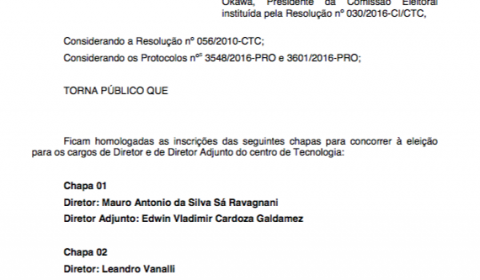 Okawa, Presidente da Comissão Eleitoral
instituída pela Resolução nº 030/2016-CI/CTC,
Considerando a Resolução nº 056/2010-CTC;
Considerando os Protocolos nºˢ 3548/2016-PRO e 3601/2016-PRO;
TORNA PÚBLICO QUE
Ficam homologadas as inscrições das seguintes chapas para concorrer à eleição
para os cargos de Diretor e de Diretor Adjunto do centro de Tecnologia:
Chapa 01
Diretor: Mauro Antonio da Silva Sá Ravagnani
Diretor Adjunto: Edwin Vladimir Cardoza Galdamez
Chapa 02
Diretor: Leandro Vanalli